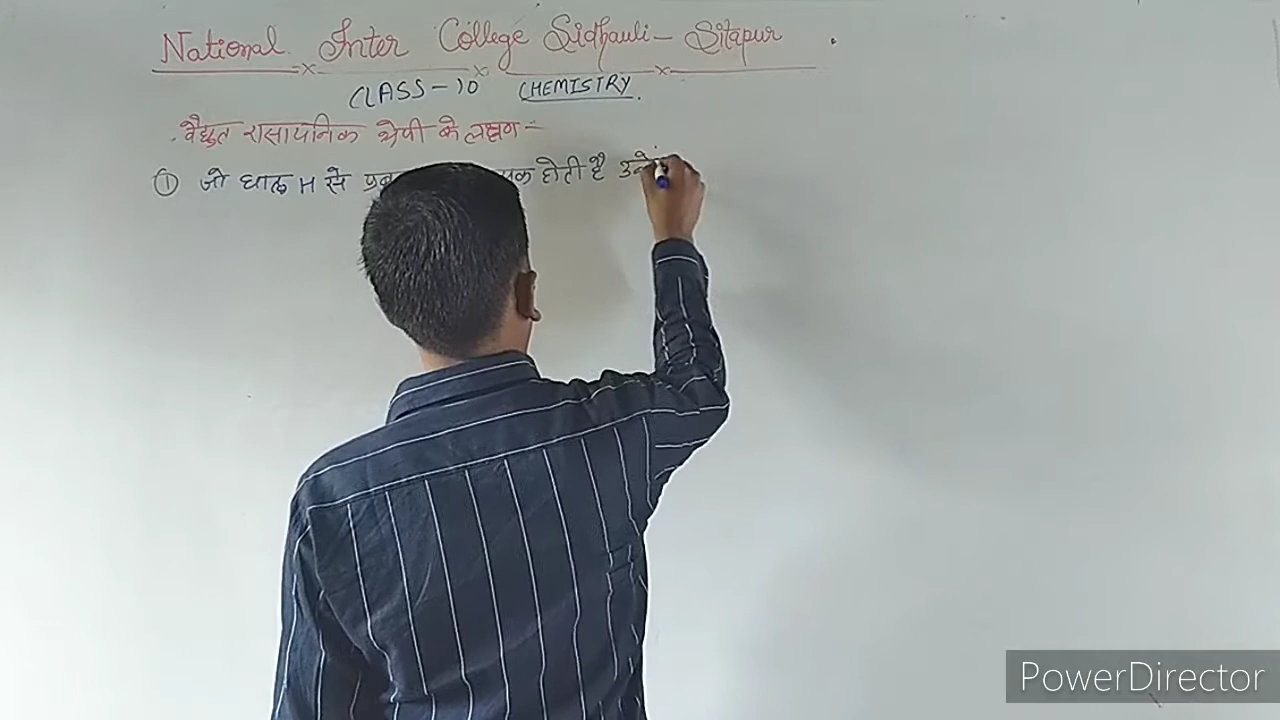 National Inter College Sidhauli - Sitapur
CLASS-10 CHEMISTRY
वैद्युत रासायनिक श्रेणी के लक्षण -
① जो धातु H से होती है
PowerDirector